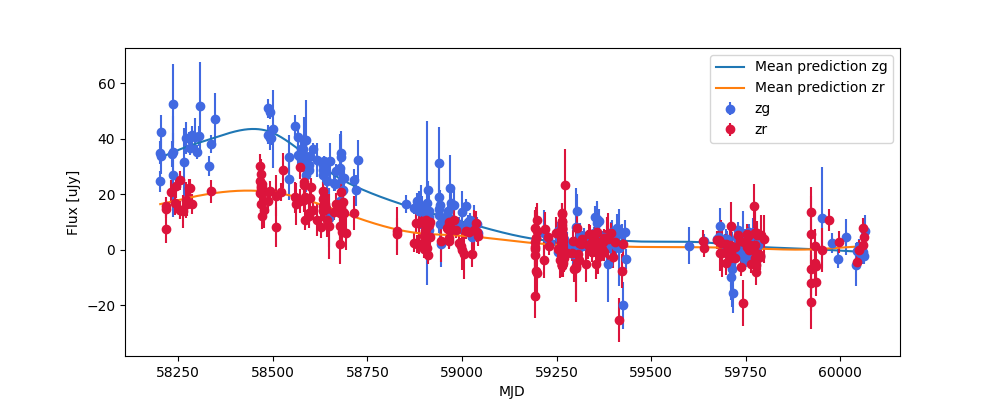 Mean prediction zg
Mean prediction zr
zg
zr
Flux [uJy]
60
40
20
0
−20
58250 58500 58750 59000 59250 59500 59750 60000
MJD